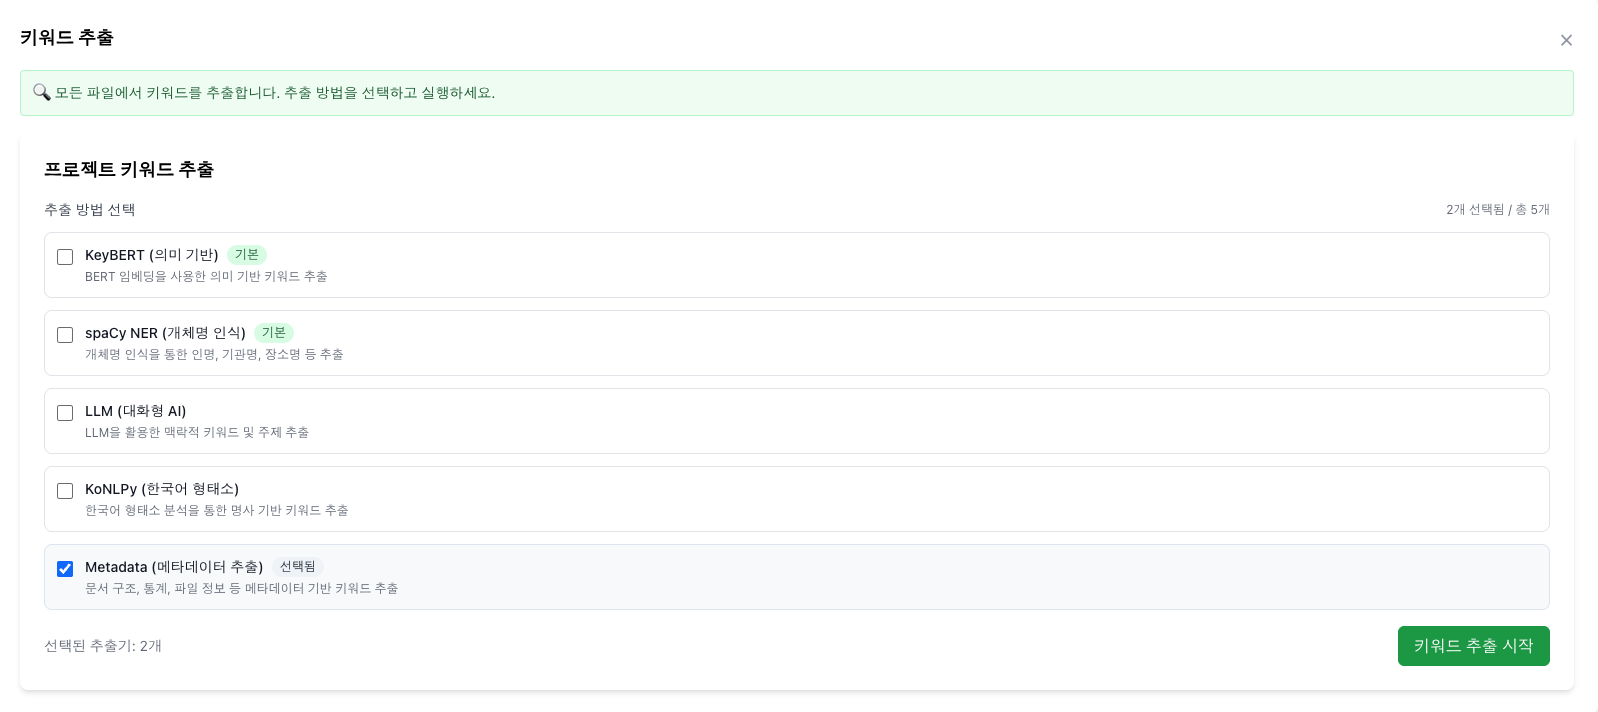 키워드 추출
×
🔍 모든 파일에서 키워드를 추출합니다. 추출 방법을 선택하고 실행하세요.
프로젝트 키워드 추출
추출 방법 선택
2개 선택됨 / 총 5개
KeyBERT (의미 기반) 기본
BERT 임베딩을 사용한 의미 기반 키워드 추출
spaCy NER (개체명 인식) 기본
개체명 인식을 통한 인명, 기관명, 장소명 등 추출
LLM (대화형 AI)
LLM을 활용한 맥락적 키워드 및 주제 추출
KoNLPy (한국어 형태소)
한국어 형태소 분석을 통한 명사 기반 키워드 추출
Metadata (메타데이터 추출) 선택됨
문서 구조, 통계, 파일 정보 등 메타데이터 기반 키워드 추출
선택된 추출기: 2개
키워드 추출 시작